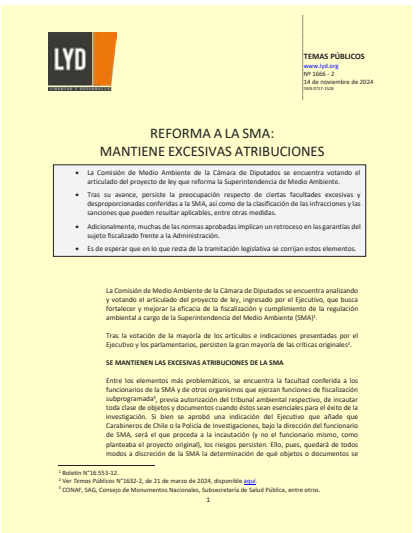 LYD
LIBERTAD Y DESARROLLO
TEMAS PÚBLICOS
www.lyd.org
Nº 1666 - 2
14 de noviembre de 2024
ISSN 0717-1528
REFORMA A LA SMA:
MANTIENE EXCESIVAS ATRIBUCIONES
• La Comisión de Medio Ambiente de la Cámara de Diputados se encuentra votando el
articulado del proyecto de ley que reforma la Superintendencia de Medio Ambiente.
• Tras su avance, persiste la preocupación respecto de ciertas facultades excesivas y
desproporcionadas conferidas a la SMA, así como de la clasificación de las infracciones y las
sanciones que pueden resultar aplicables, entre otras medidas.
• Adicionalmente, muchas de las normas aprobadas implican un retroceso en las garantías del
sujeto fiscalizado frente a la Administración.
• Es de esperar que en lo que resta de la tramitación legislativa se corrijan estos elementos.
La Comisión de Medio Ambiente de la Cámara de Diputados se encuentra analizando
y votando el articulado del proyecto de ley, ingresado por el Ejecutivo, que busca
fortalecer y mejorar la eficacia de la fiscalización y cumplimiento de la regulación
ambiental a cargo de la Superintendencia del Medio Ambiente (SMA)¹.
Tras la votación de la mayoría de los artículos e indicaciones presentadas por el
Ejecutivo y los parlamentarios, persisten la gran mayoría de las críticas originales².
SE MANTIENEN LAS EXCESIVAS ATRIBUCIONES DE LA SMA
Entre los elementos más problemáticos, se encuentra la facultad conferida a los
funcionarios de la SMA y de otros organismos que ejerzan funciones de fiscalización
subprogramada³, previa autorización del tribunal ambiental respectivo, de incautar
toda clase de objetos y documentos cuando éstos sean esenciales para el éxito de la
investigación. Si bien se aprobó una indicación del Ejecutivo que añade que
Carabineros de Chile o la Policía de Investigaciones, bajo la dirección del funcionario
de SMA, será el que proceda a la incautación (y no el funcionario mismo, como
planteaba el proyecto original), los riesgos persisten. Ello, pues, quedará de todos
modos a discreción de la SMA la determinación de qué objetos o documentos se
¹ Boletín N°16.553-12.
² Ver Temas Públicos N°1632-2, de 21 de marzo de 2024, disponible aquí.
³ CONAF, SAG, Consejo de Monumentos Nacionales, Subsecretaría de Salud Pública, entre otros.
1